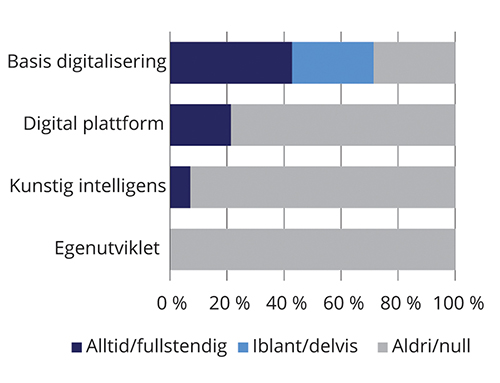 Basis digitalisering
Digital plattform
Kunstig intelligens
Egenutviklet
0 % 20 % 40 % 60 % 80 % 100 %
Alltid/fullstendig Iblant/delvis Aldri/null